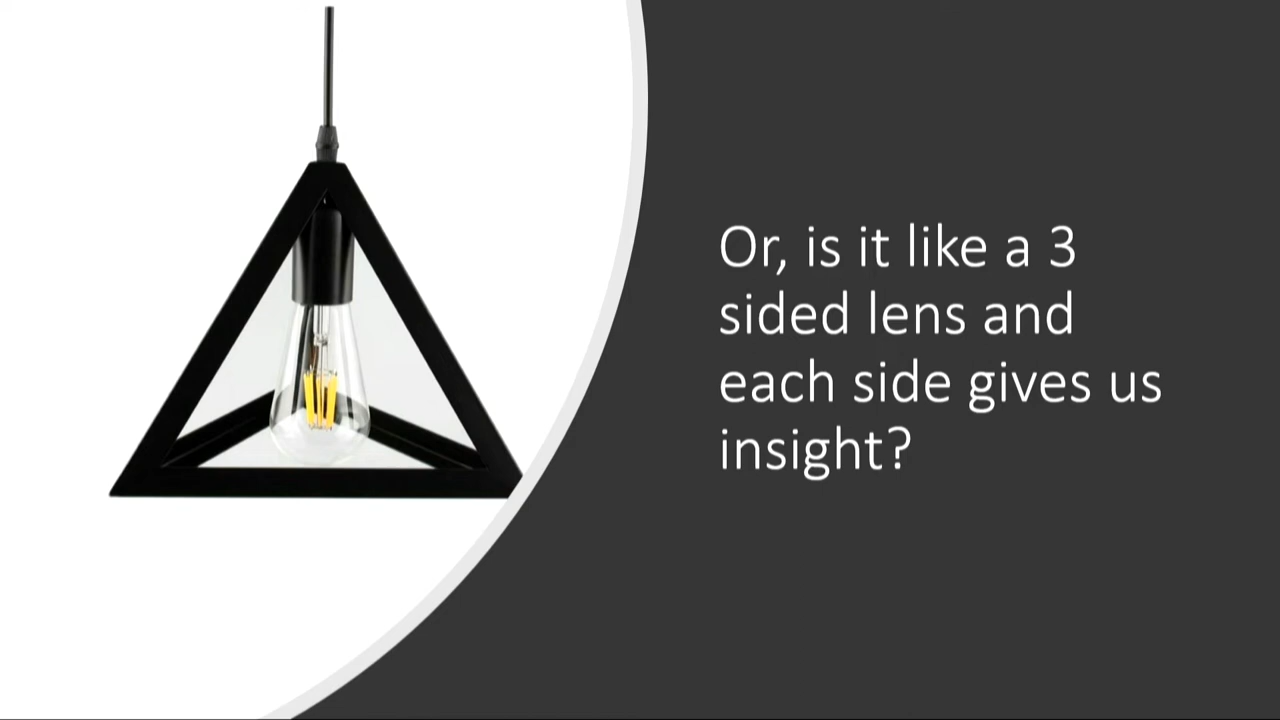 Or, is it like a 3
sided lens and
each side gives us
insight?